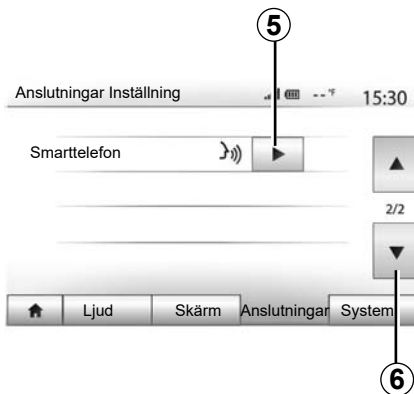 5
Anslutningar Inställning --°F 15:30
Smarttelefon
2/2
Ljud Skärm Anslutningar System
6